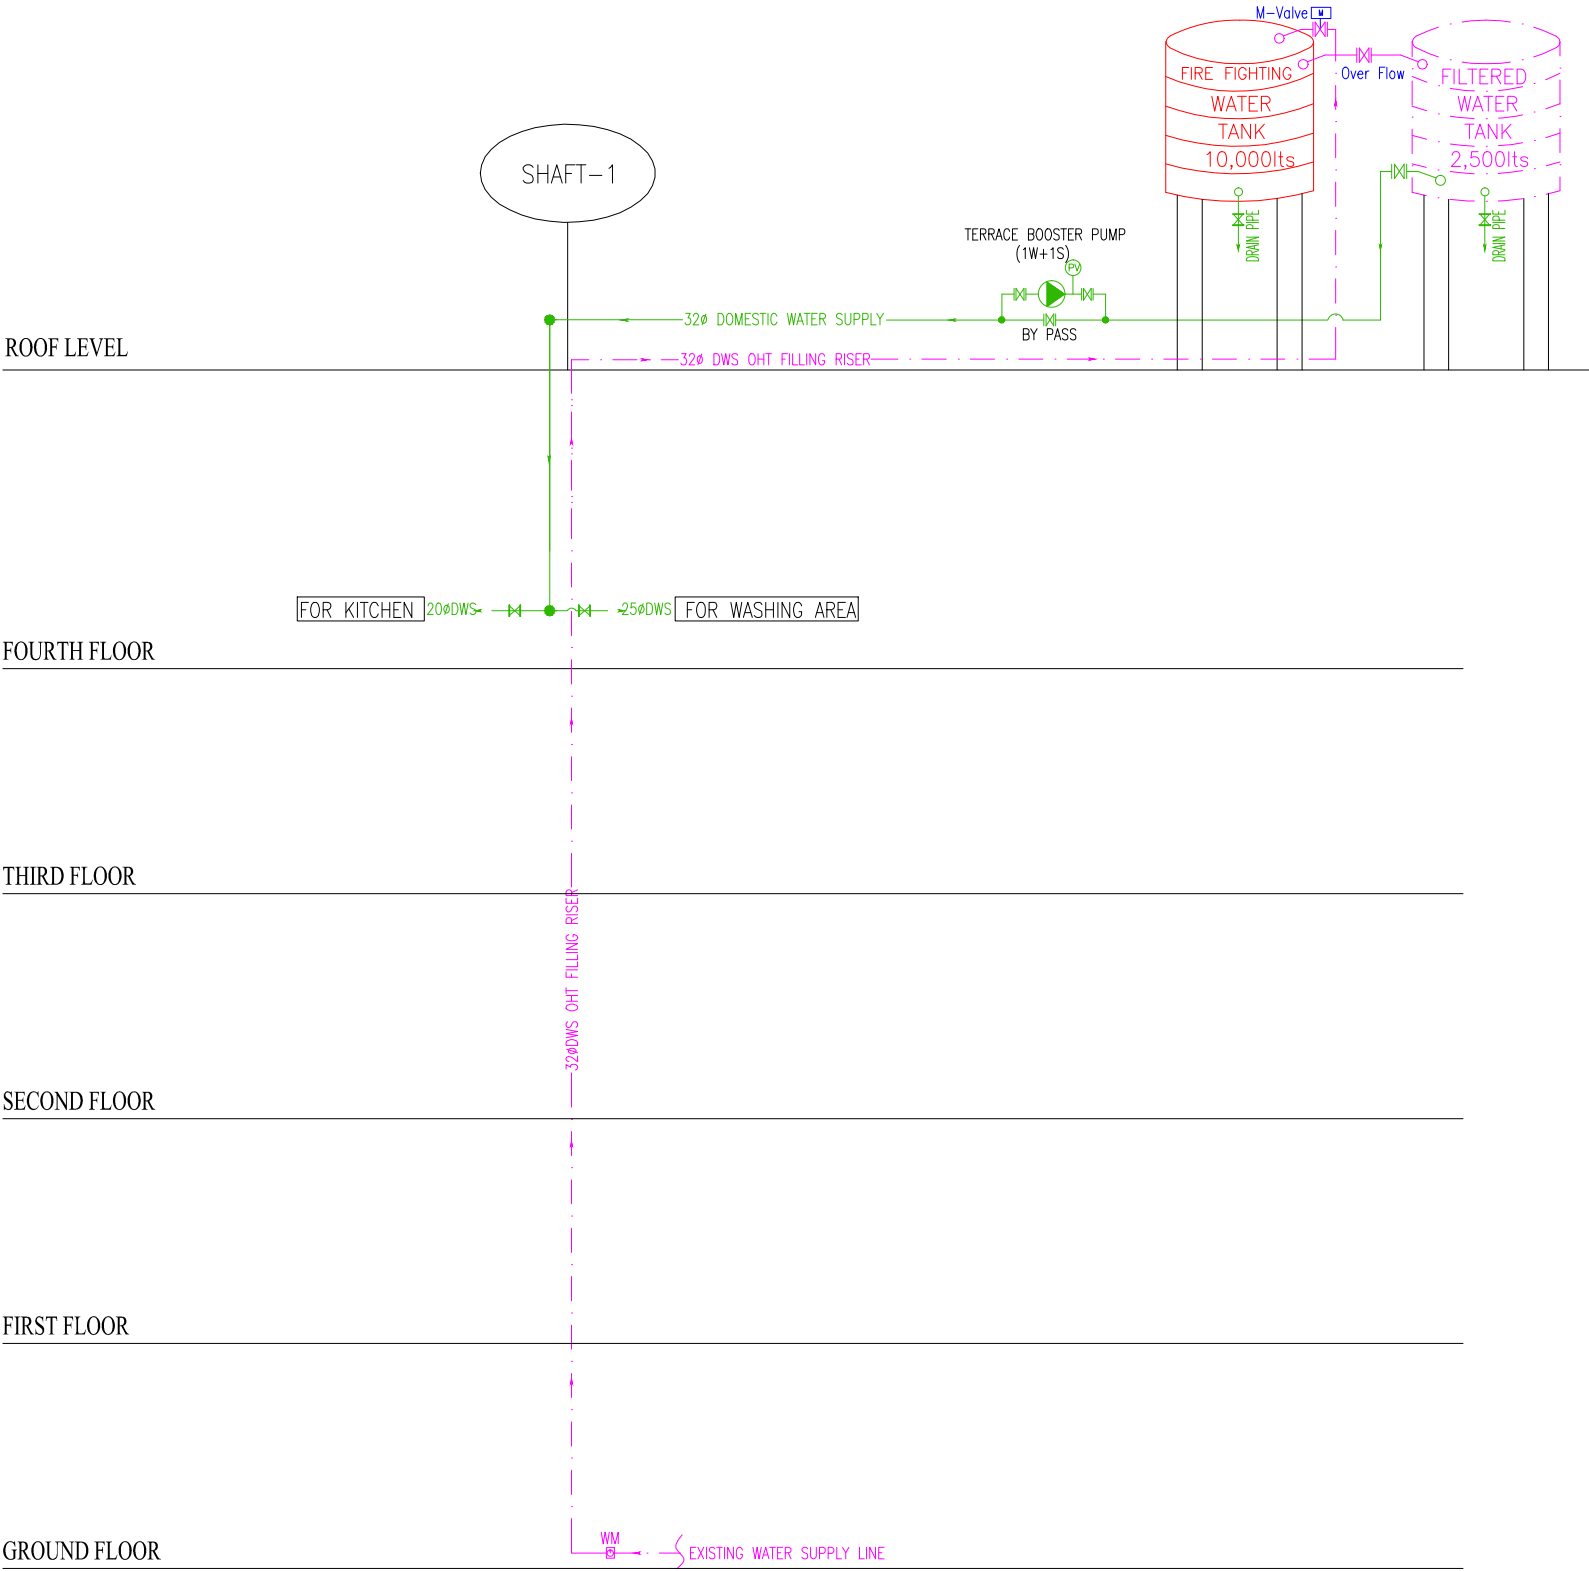 M-Valve M
FIRE FIGHTING
WATER
TANK
10,000lts
Over Flow
FILTERED
WATER
TANK
2,500lts
DRAIN PIPE
DRAIN PIPE
SHAFT-1
TERRACE BOOSTER PUMP
(1W+1S)
PV
32ø DOMESTIC WATER SUPPLY
BY PASS
ROOF LEVEL
32ø DWS OHT FILLING RISER
FOR KITCHEN 20øDWS 25øDWS FOR WASHING AREA
FOURTH FLOOR
THIRD FLOOR
32øDWS OHT FILLING RISER
SECOND FLOOR
FIRST FLOOR
WM
GROUND FLOOR
EXISTING WATER SUPPLY LINE